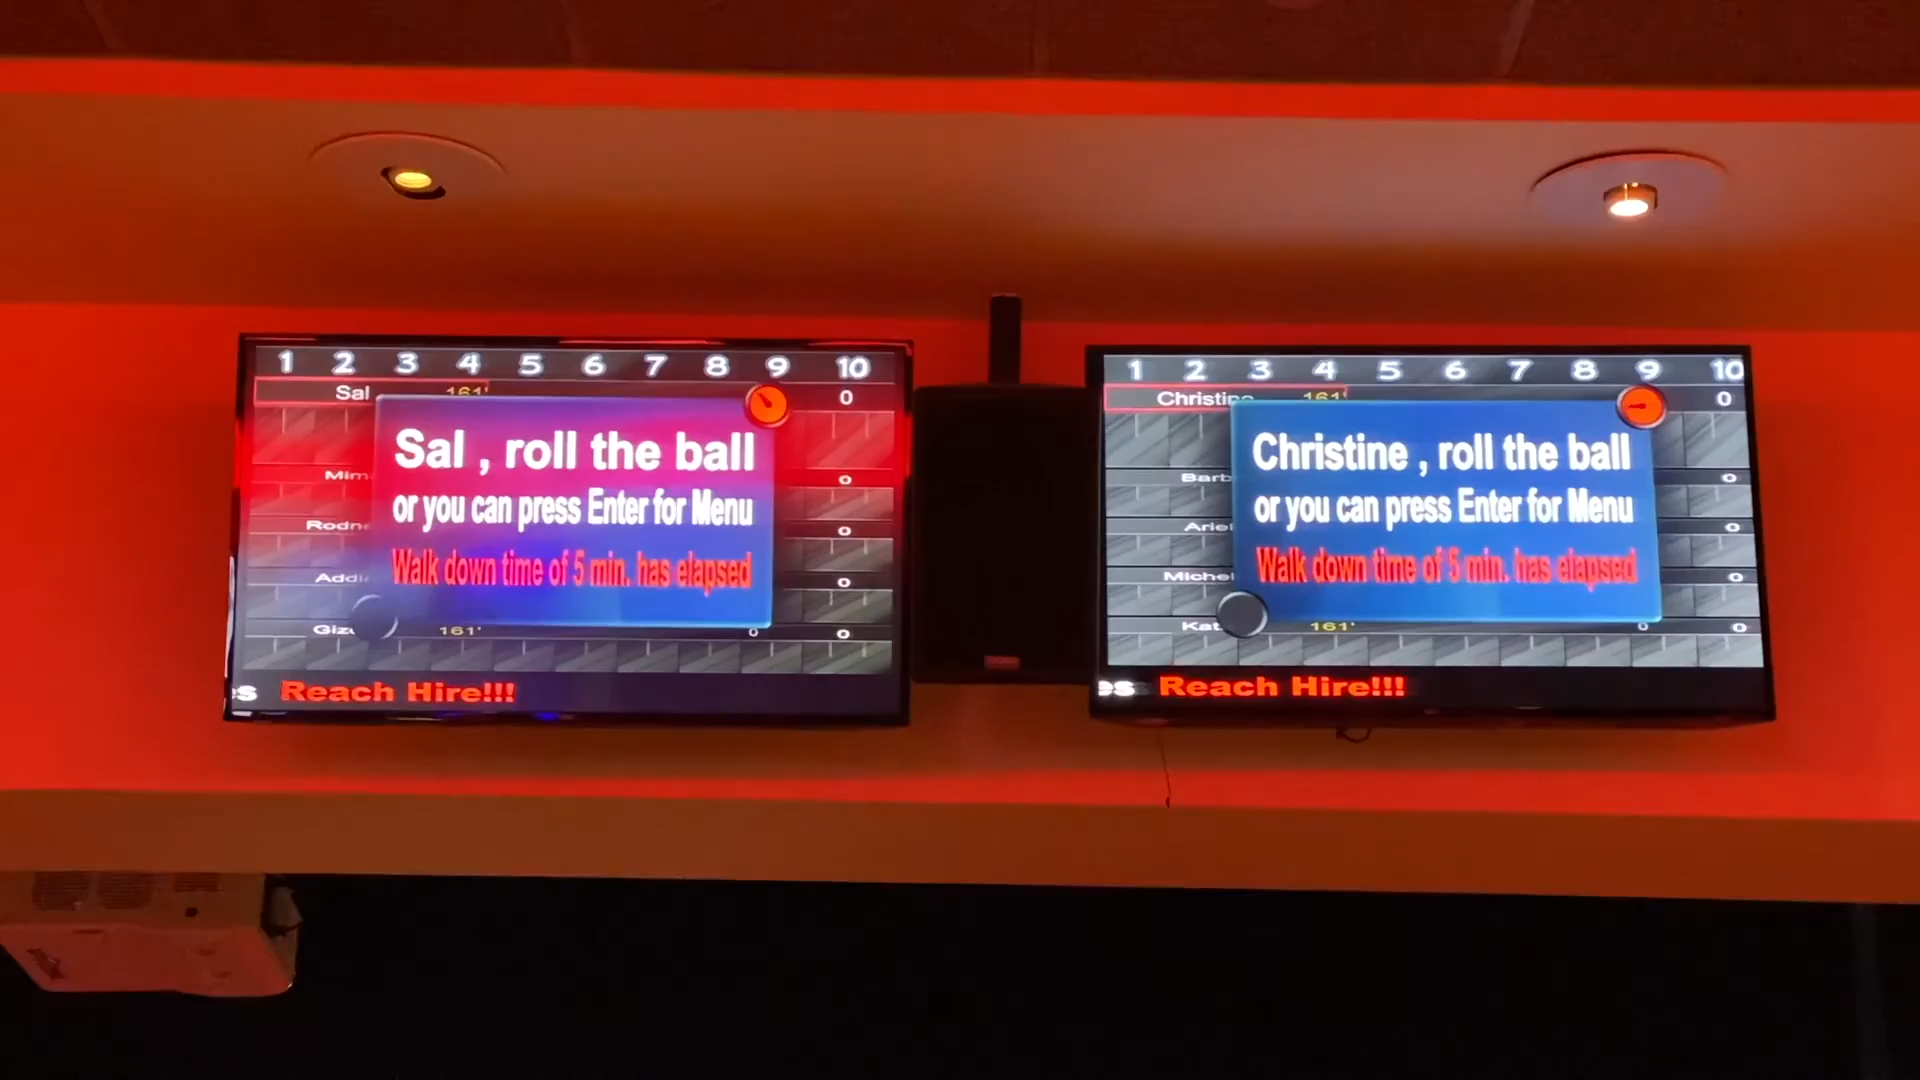 1 2 3 4 5 6 7 8 9 10
Sal 161' 0
Sal , roll the ball
or you can press Enter for Menu
Walk down time of 5 min. has elapsed
0
0
0
161' 0 0
Reach Hire!!!
1 2 3 4 5 6 7 8 9 10
Christine 161' 0
Christine , roll the ball
or you can press Enter for Menu
Walk down time of 5 min. has elapsed
0
0
0
161' 0 0
Reach Hire!!!